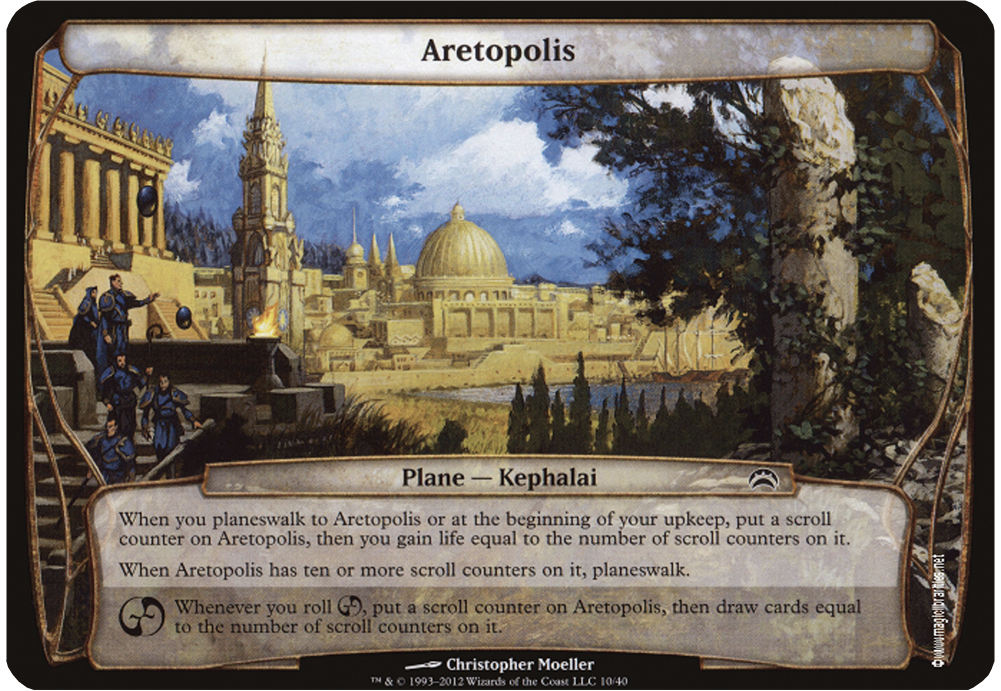 Aretopolis
Plane — Kephalai
When you planeswalk to Aretopolis or at the beginning of your upkeep, put a scroll
counter on Aretopolis, then you gain life equal to the number of scroll counters on it.
When Aretopolis has ten or more scroll counters on it, planeswalk.
Whenever you roll , put a scroll counter on Aretopolis, then draw cards equal
to the number of scroll counters on it.
Christopher Moeller
™ & © 1993–2012 Wizards of the Coast LLC 10/40
© www.magiclibrarities.net